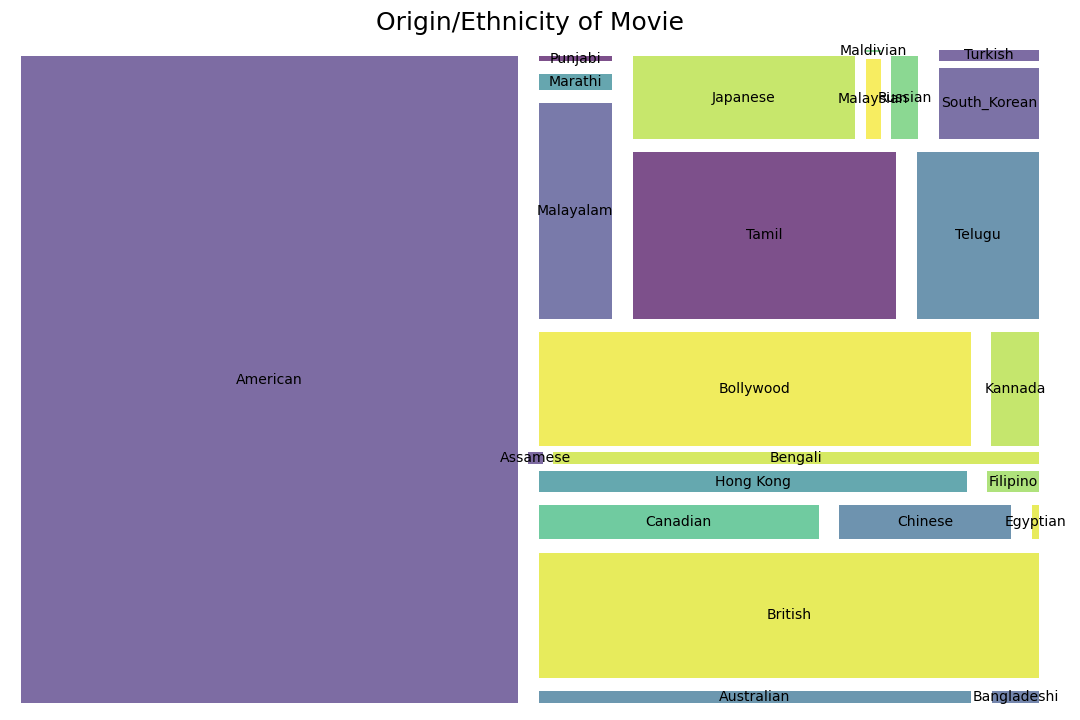 Origin/Ethnicity of Movie
Maldivian
Turkish
Punjabi
Marathi
Japanese
Malaysian
Russian
South_Korean
Malayalam
Tamil
Telugu
American
Bollywood
Kannada
Assamese
Bengali
Hong Kong
Filipino
Canadian
Chinese
Egyptian
British
Australian
Bangladeshi